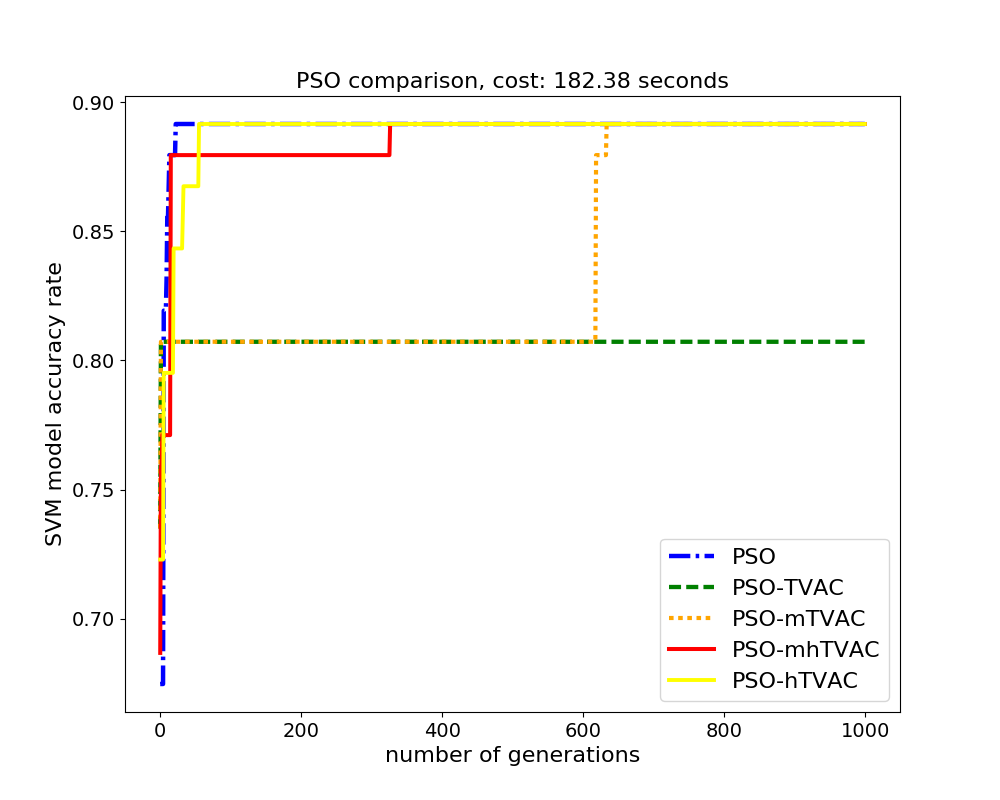 PSO comparison, cost: 182.38 seconds
0.90
0.85
0.80
0.75
0.70
SVM model accuracy rate
0
200
400
600
800
1000
number of generations
PSO
PSO-TVAC
PSO-mTVAC
PSO-mhTVAC
PSO-hTVAC